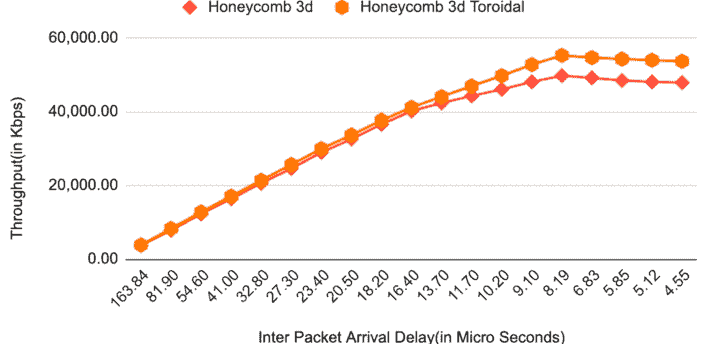 Honeycomb 3d Honeycomb 3d Toroidal
60,000.00
40,000.00
20,000.00
0.00
Throughput(in Kbps)
163.84 81.90 54.60 41.00 32.80 27.30 23.40 20.50 18.20 16.40 13.70 11.70 10.20 9.10 8.19 6.83 5.85 5.12 4.55
Inter Packet Arrival Delay(in Micro Seconds)